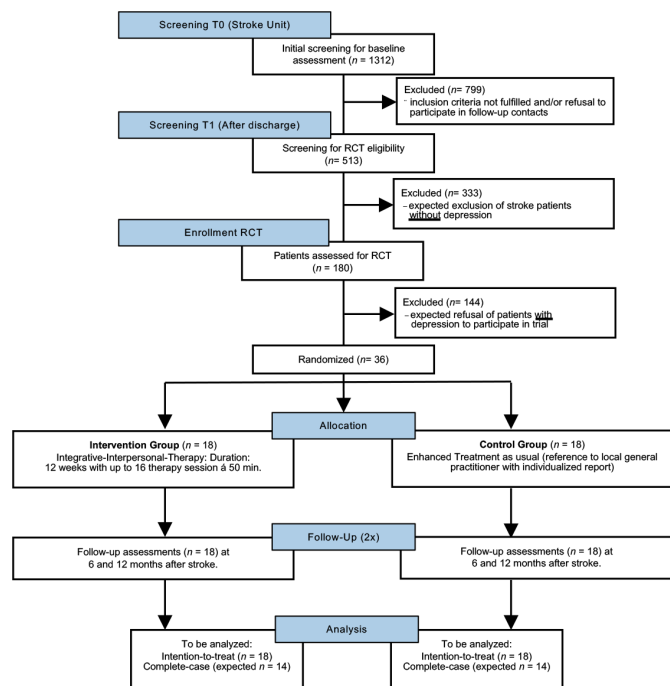 Screening T0 (Stroke Unit)
Initial screening for baseline
assessment (n = 1312)
Excluded (n= 799)
- inclusion criteria not fulfilled and/or refusal to
participate in follow-up contacts
Screening T1 (After discharge)
Screening for RCT eligibility
(n= 513)
Excluded (n= 333)
- expected exclusion of stroke patients
without depression
Enrollment RCT
Patients assessed for RCT
(n = 180)
Excluded (n= 144)
- expected refusal of patients with
depression to participate in trial
Randomized (n= 36)
Allocation
Intervention Group (n = 18)
Integrative-Interpersonal-Therapy: Duration:
12 weeks with up to 16 therapy session á 50 min.
Control Group (n = 18)
Enhanced Treatment as usual (reference to local general
practitioner with individualized report)
Follow-Up (2x)
Follow-up assessments (n = 18) at
6 and 12 months after stroke.
Follow-up assessments (n = 18) at
6 and 12 months after stroke.
Analysis
To be analyzed:
Intention-to-treat (n = 18)
Complete-case (expected n = 14)
To be analyzed:
Intention-to-treat (n = 18)
Complete-case (expected n = 14)